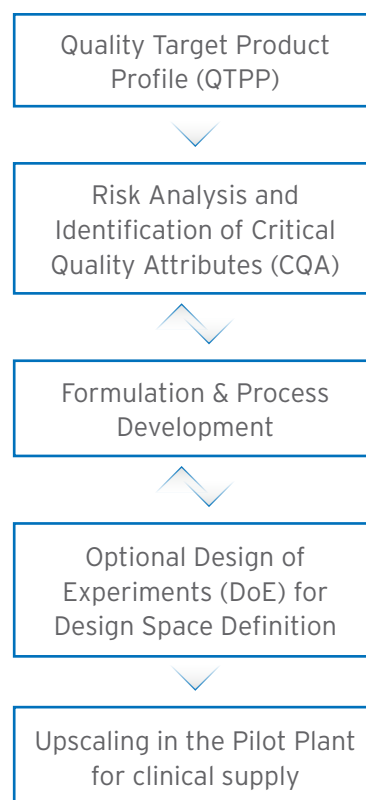 Quality Target Product
Profile (QTPP)
Risk Analysis and
Identification of Critical
Quality Attributes (CQA)
Formulation & Process
Development
Optional Design of
Experiments (DoE) for
Design Space Definition
Upscaling in the Pilot Plant
for clinical supply